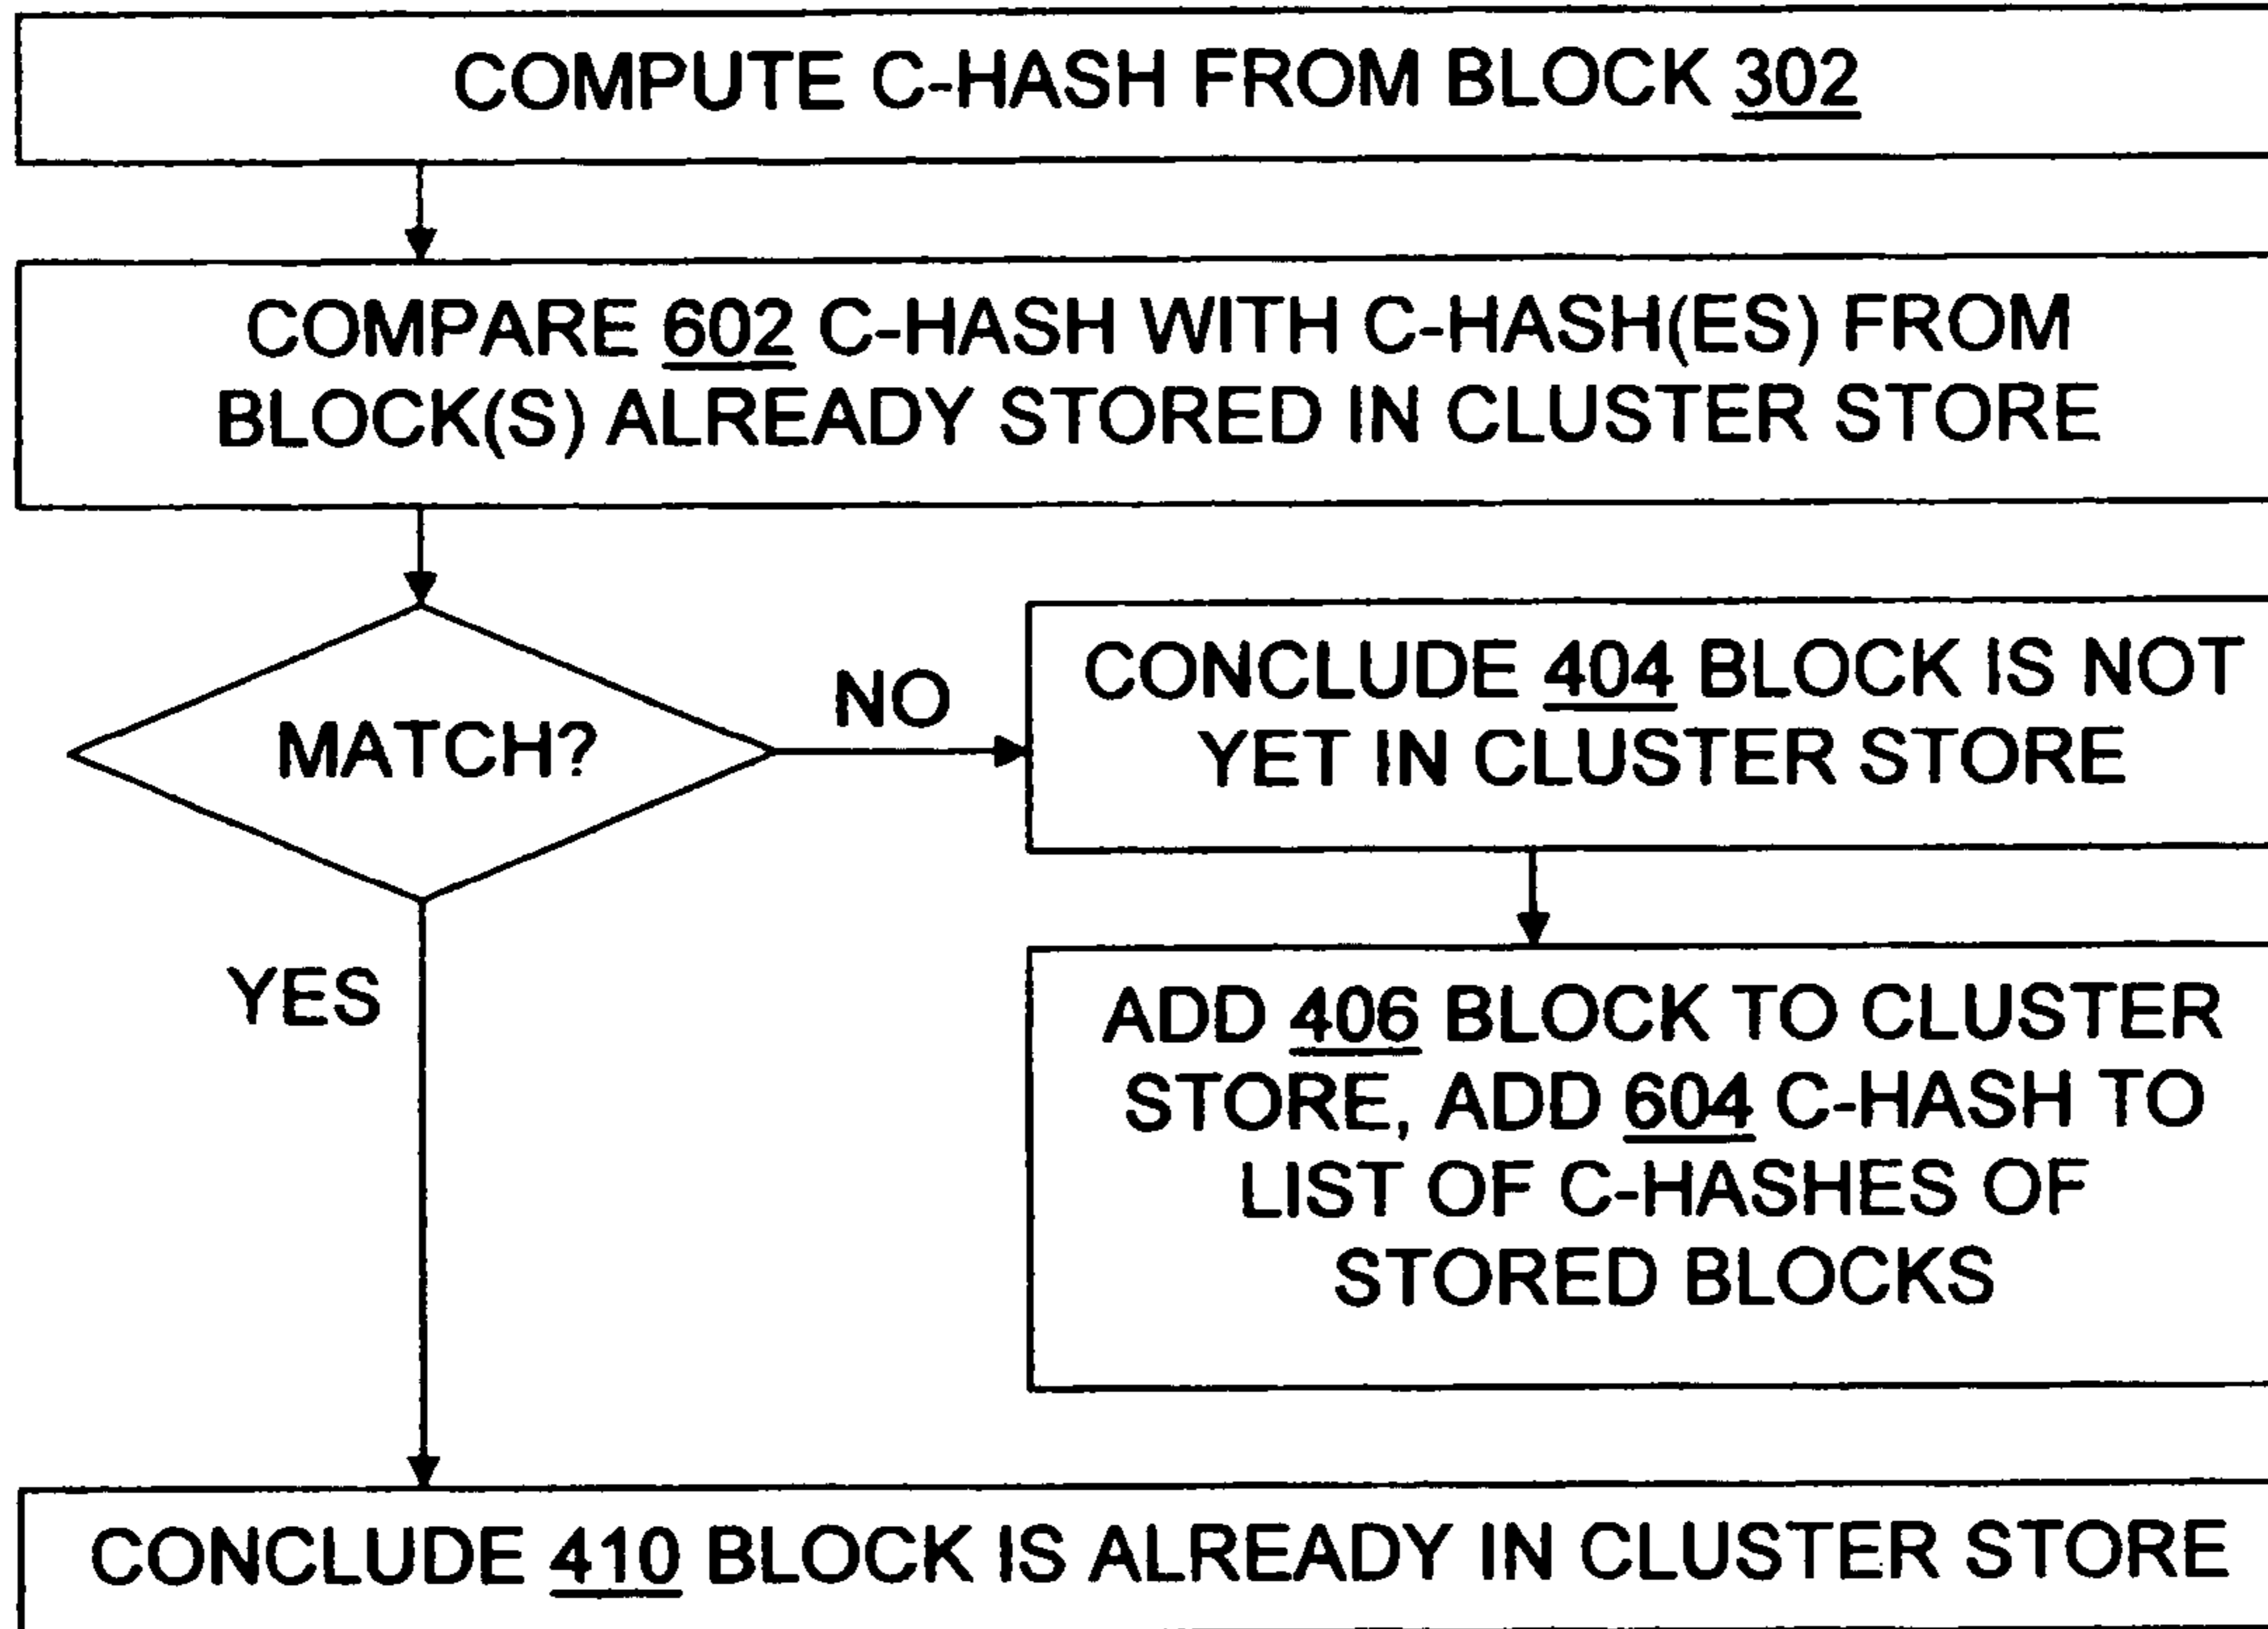 COMPUTE C-HASH FROM BLOCK 302
COMPARE 602 C-HASH WITH C-HASH(ES) FROM
BLOCK(S) ALREADY STORED IN CLUSTER STORE
MATCH?
NO
CONCLUDE 404 BLOCK IS NOT
YET IN CLUSTER STORE
YES
ADD 406 BLOCK TO CLUSTER
STORE, ADD 604 C-HASH TO
LIST OF C-HASHES OF
STORED BLOCKS
CONCLUDE 410 BLOCK IS ALREADY IN CLUSTER STORE